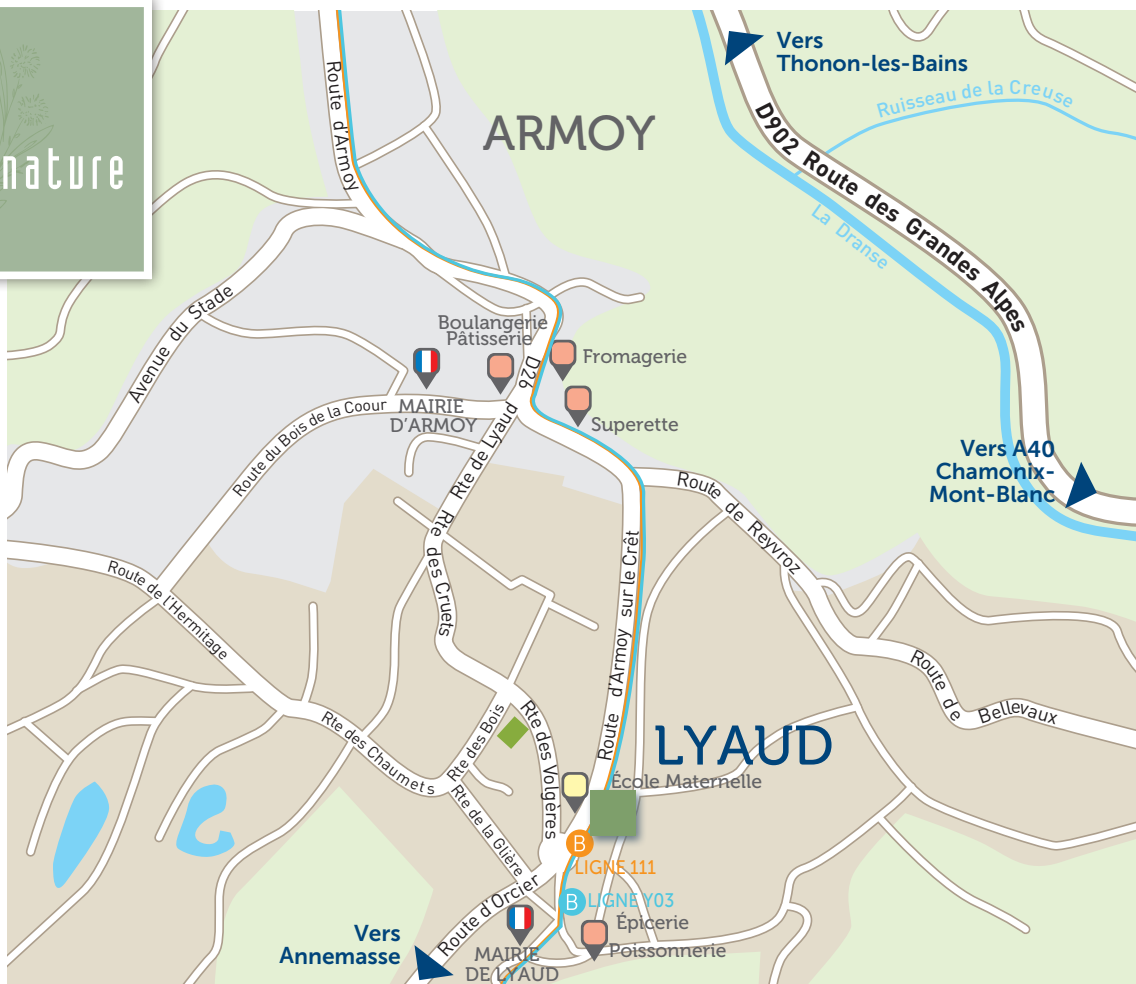 nature
Route d'Armoy
ARMOY
Vers
Thonon-les-Bains
Ruisseau de la Creuse
D902 Route des Grandes Alpes
La Dranse
Avenue du Stade
Boulangerie
Pâtisserie
D26
Fromagerie
MAIRIE
D'ARMOY
Superette
Route du Bois de la Coour
Rte de Lyaud
Vers A40
Chamonix-
Mont-Blanc
Route de Reyvroz
Rte des Cruets
Route de l'Hermitage
Route d'Armoy sur le Crêt
Route de
Bellevaux
Rte des Chaumets
Rte des Bois
Rte des Volgères
LYAUD
École Maternelle
Rte de la Glière
B
LIGNE 111
B
LIGNE Y03
Route d'Orcier
Épicerie
Poissonnerie
Vers
Annemasse
MAIRIE
DE LYAUD